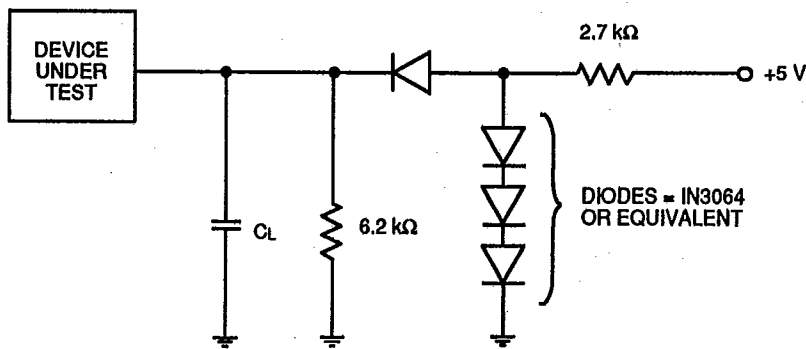 DEVICE
UNDER
TEST
2.7 kΩ
+5 V
CL
6.2 kΩ
DIODES = IN3064
OR EQUIVALENT